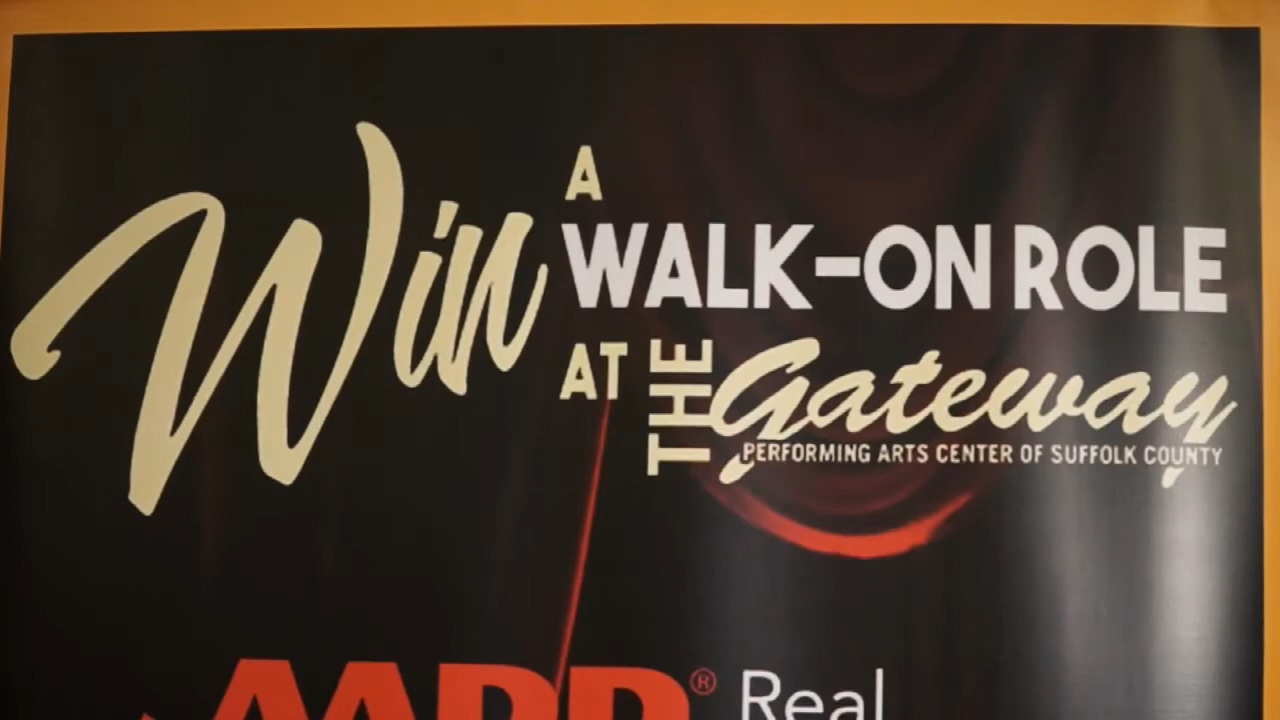 Win
A
WALK-ON ROLE
AT THE Gateway
PERFORMING ARTS CENTER OF SUFFOLK COUNTY
AARP® Real